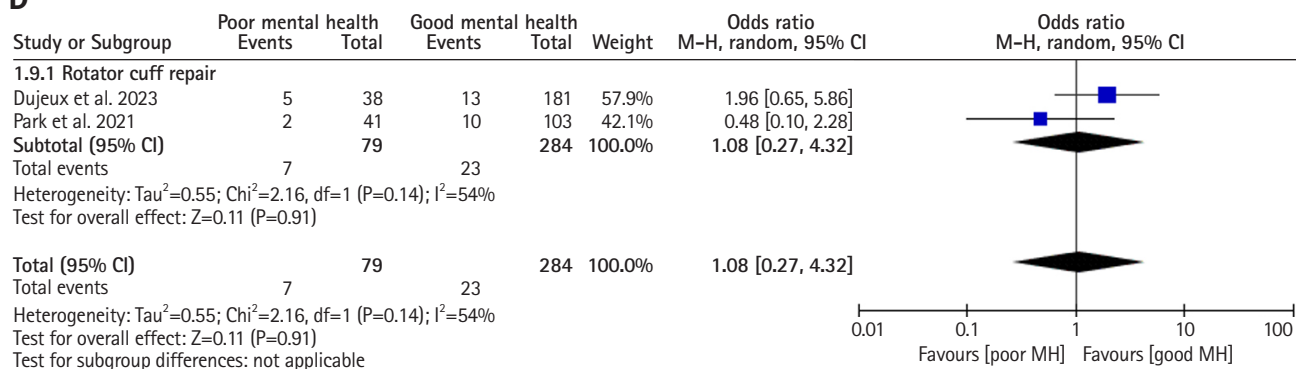 D
Poor mental health Good mental health Odds ratio Odds ratio
Study or Subgroup Events Total Events Total Weight M-H, random, 95% CI M-H, random, 95% CI
1.9.1 Rotator cuff repair
Dujeux et al. 2023 5 38 13 181 57.9% 1.96 [0.65, 5.86]
Park et al. 2021 2 41 10 103 42.1% 0.48 [0.10, 2.28]
Subtotal (95% CI) 79 284 100.0% 1.08 [0.27, 4.32]
Total events 7 23
Heterogeneity: Tau²=0.55; Chi²=2.16, df=1 (P=0.14); I²=54%
Test for overall effect: Z=0.11 (P=0.91)
Total (95% CI) 79 284 100.0% 1.08 [0.27, 4.32]
Total events 7 23
Heterogeneity: Tau²=0.55; Chi²=2.16, df=1 (P=0.14); I²=54%
Test for overall effect: Z=0.11 (P=0.91)
Test for subgroup differences: not applicable
0.01 0.1 1 10 100
Favours [poor MH] Favours [good MH]